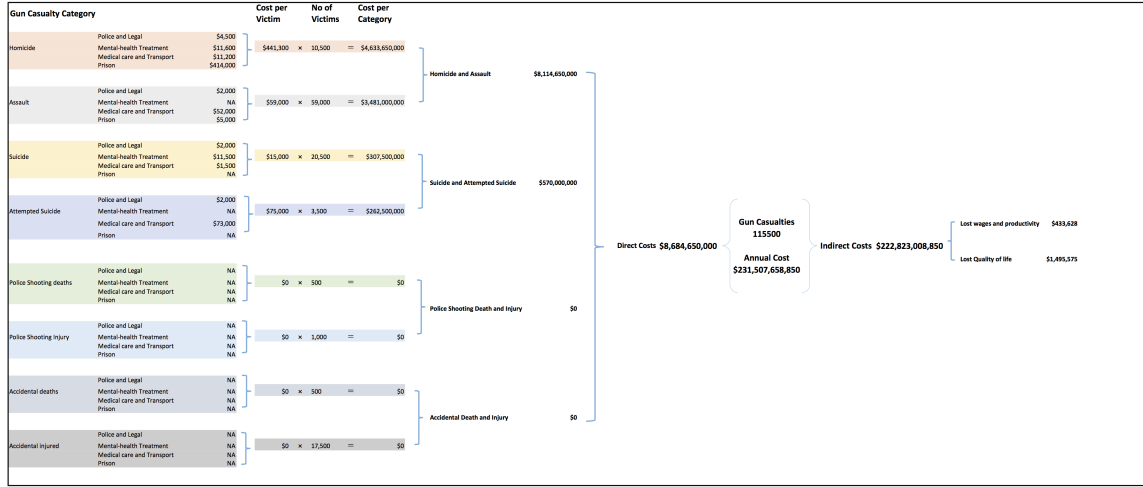 Gun Casualty Category
Cost per Victim
No of Victims
Cost per Category
Homicide
Police and Legal $4,500
Mental-health Treatment $11,600
Medical care and Transport $11,200
Prison $414,000
$441,300 × 10,500 = $4,633,650,000
Assault
Police and Legal $2,000
Mental-health Treatment NA
Medical care and Transport $52,000
Prison $5,000
$59,000 × 59,000 = $3,481,000,000
Homicide and Assault $8,114,650,000
Suicide
Police and Legal $2,000
Mental-health Treatment $11,500
Medical care and Transport $1,500
Prison NA
$15,000 × 20,500 = $307,500,000
Attempted Suicide
Police and Legal $2,000
Mental-health Treatment NA
Medical care and Transport $73,000
Prison NA
$75,000 × 3,500 = $262,500,000
Suicide and Attempted Suicide $570,000,000
Police Shooting deaths
Police and Legal NA
Mental-health Treatment NA
Medical care and Transport NA
Prison NA
$0 × 500 = $0
Police Shooting Injury
Police and Legal NA
Mental-health Treatment NA
Medical care and Transport NA
Prison NA
$0 × 1,000 = $0
Police Shooting Death and Injury $0
Accidental deaths
Police and Legal NA
Mental-health Treatment NA
Medical care and Transport NA
Prison NA
$0 × 500 = $0
Accidental injured
Police and Legal NA
Mental-health Treatment NA
Medical care and Transport NA
Prison NA
$0 × 17,500 = $0
Accidental Death and Injury $0
Direct Costs $8,684,650,000
Gun Casualties
115500
Annual Cost
$231,507,658,850
Indirect Costs $222,823,008,850
Lost wages and productivity $433,628
Lost Quality of life $1,495,575